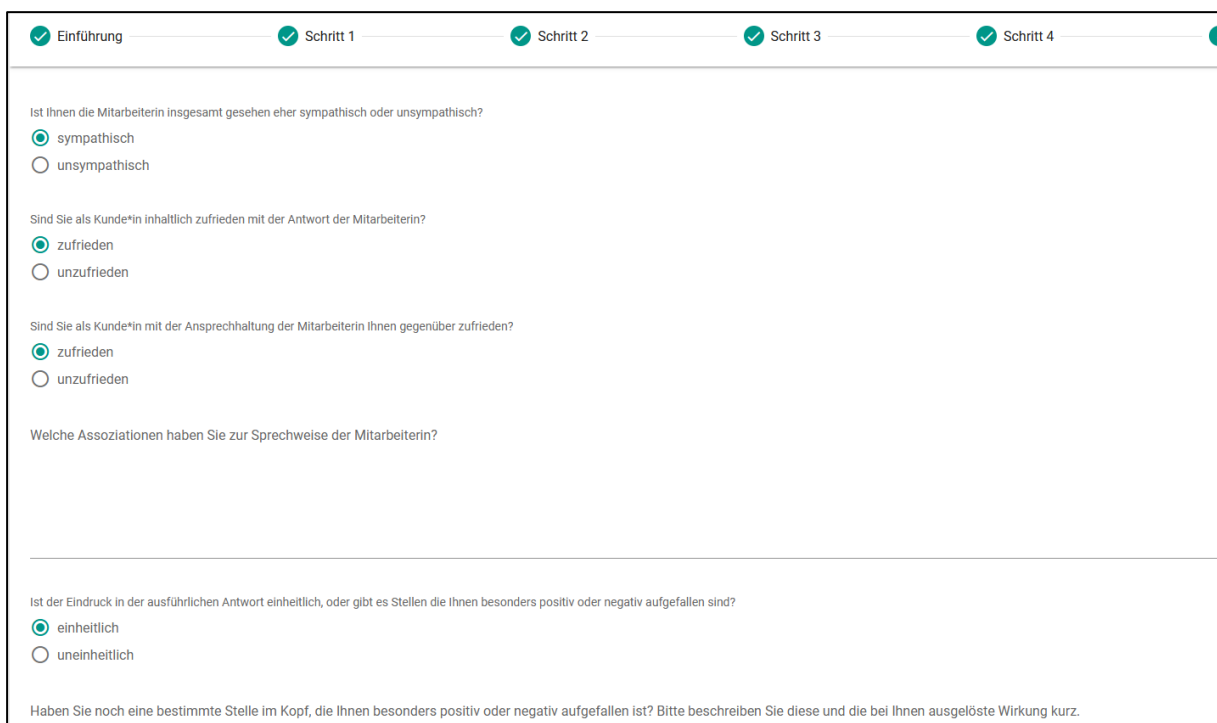 Einführung Schritt 1 Schritt 2 Schritt 3 Schritt 4
Ist Ihnen die Mitarbeiterin insgesamt gesehen eher sympathisch oder unsympathisch?
sympathisch
unsympathisch
Sind Sie als Kunde*in inhaltlich zufrieden mit der Antwort der Mitarbeiterin?
zufrieden
unzufrieden
Sind Sie als Kunde*in mit der Ansprechhaltung der Mitarbeiterin Ihnen gegenüber zufrieden?
zufrieden
unzufrieden
Welche Assoziationen haben Sie zur Sprechweise der Mitarbeiterin?
Ist der Eindruck in der ausführlichen Antwort einheitlich, oder gibt es Stellen die Ihnen besonders positiv oder negativ aufgefallen sind?
einheitlich
uneinheitlich
Haben Sie noch eine bestimmte Stelle im Kopf, die Ihnen besonders positiv oder negativ aufgefallen ist? Bitte beschreiben Sie diese und die bei Ihnen ausgelöste Wirkung kurz.